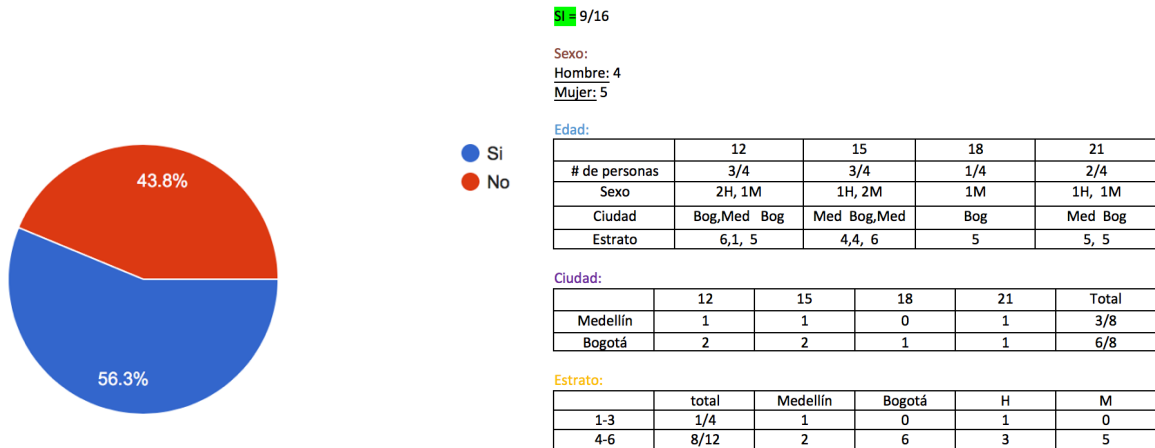 43.8%
56.3%
Si
No
SI = 9/16
Sexo:
Hombre: 4
Mujer: 5
Edad:
12 15 18 21
# de personas 3/4 3/4 1/4 2/4
Sexo 2H, 1M 1H, 2M 1M 1H, 1M
Ciudad Bog,Med Bog Med Bog,Med Bog Med Bog
Estrato 6,1, 5 4,4, 6 5 5, 5
Ciudad:
12 15 18 21 Total
Medellín 1 1 0 1 3/8
Bogotá 2 2 1 1 6/8
Estrato:
total Medellín Bogotá H M
1-3 1/4 1 0 1 0
4-6 8/12 2 6 3 5